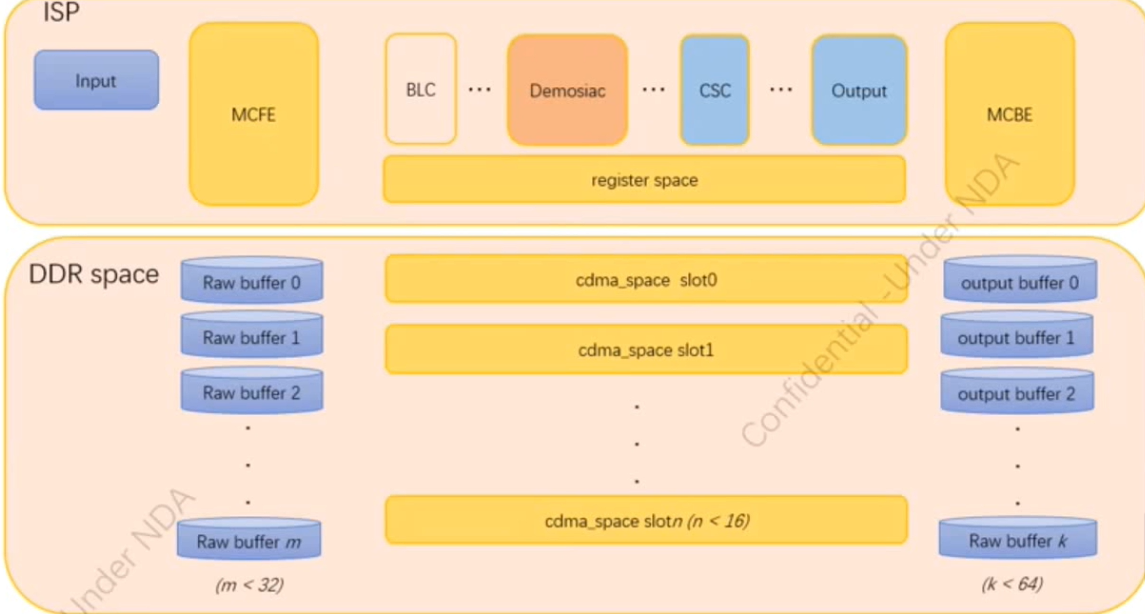 ISP
Input
MCFE
BLC
...
Demosiac
...
CSC
...
Output
MCBE
register space
DDR space
Raw buffer 0
Raw buffer 1
Raw buffer 2
Raw buffer m
(m < 32)
cdma_space slot0
cdma_space slot1
cdma_space slotn (n < 16)
output buffer 0
output buffer 1
output buffer 2
Raw buffer k
(k < 64)
Confidential -Under NDA
Under NDA